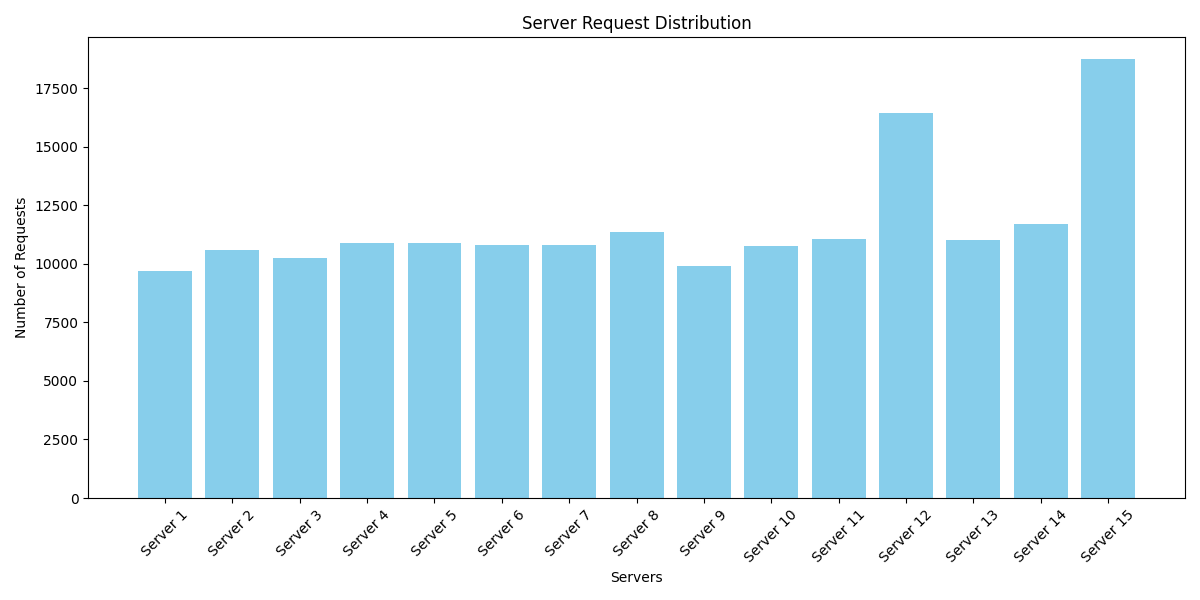 Server Request Distribution
Number of Requests
17500
15000
12500
10000
7500
5000
2500
0
Server 1
Server 2
Server 3
Server 4
Server 5
Server 6
Server 7
Server 8
Server 9
Server 10
Server 11
Server 12
Server 13
Server 14
Server 15
Servers